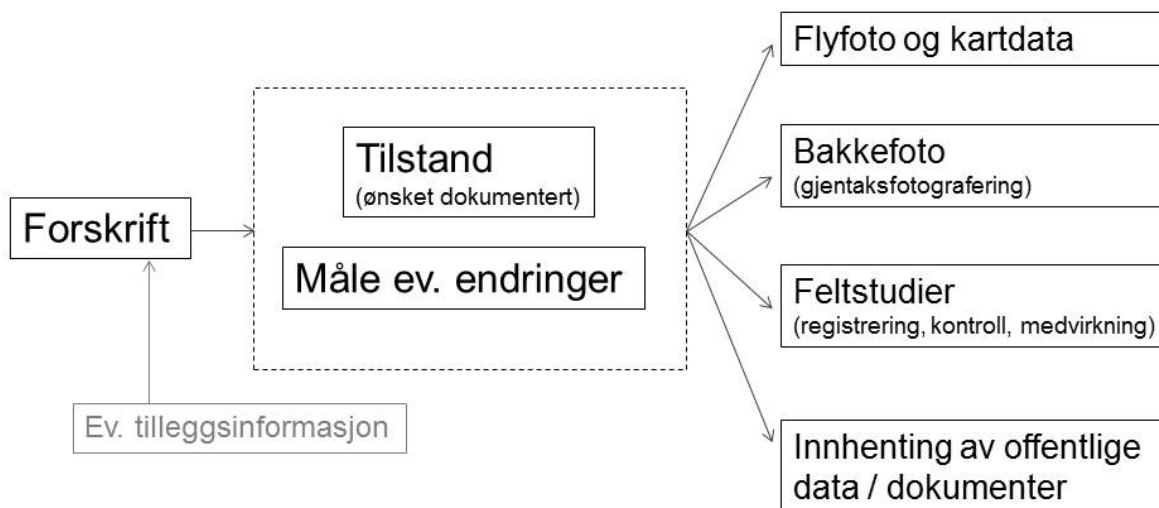 Forskrift
Ev. tilleggsinformasjon
Tilstand
(ønsket dokumentert)
Måle ev. endringer
Flyfoto og kartdata
Bakkefoto
(gjentaksfotografering)
Feltstudier
(registrering, kontroll, medvirkning)
Innhenting av offentlige
data / dokumenter